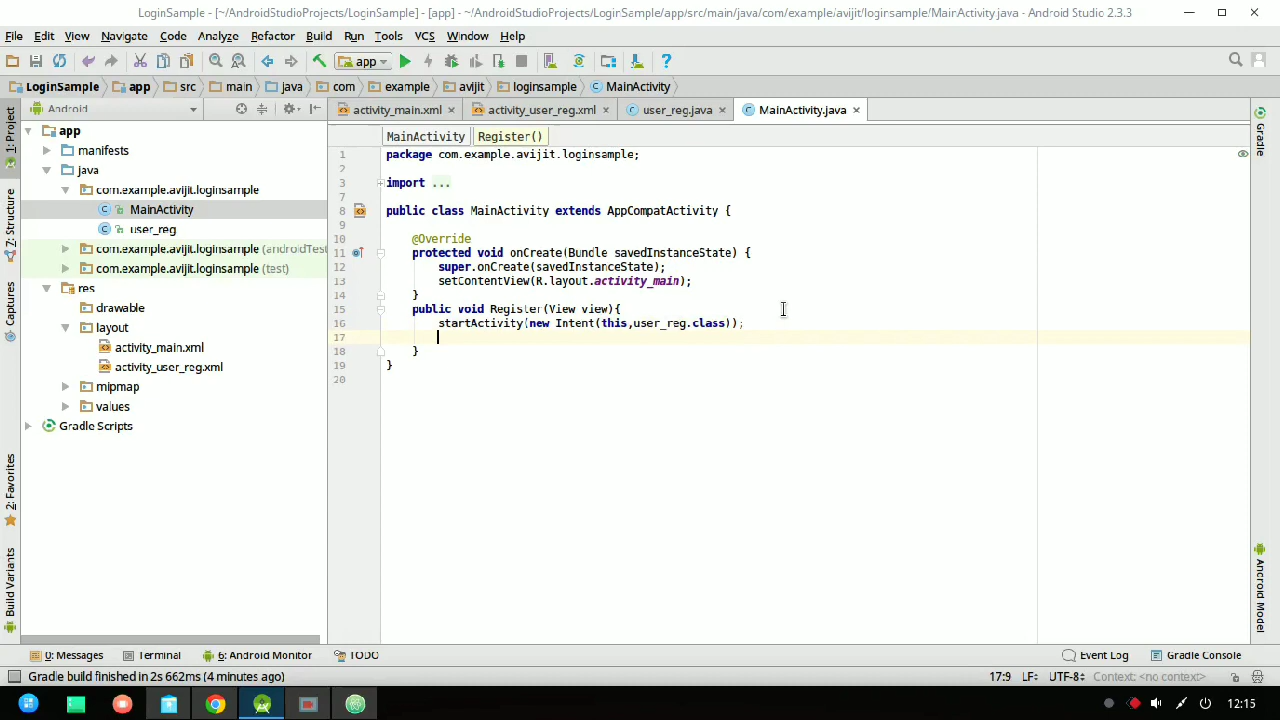 LoginSample - [~/AndroidStudioProjects/LoginSample] - [app] - ~/AndroidStudioProjects/LoginSample/app/src/main/java/com/example/avijit/loginsample/MainActivity.java - Android Studio 2.3.3
File Edit View Navigate Code Analyze Refactor Build Run Tools VCS Window Help
app
LoginSample app src main java com example avijit loginsample MainActivity
Android
activity_main.xml activity_user_reg.xml user_reg.java MainActivity.java
MainActivity Register()
1: Project
7: Structure
Captures
2: Favorites
Build Variants
app
manifests
java
com.example.avijit.loginsample
MainActivity
user_reg
com.example.avijit.loginsample (androidTest
com.example.avijit.loginsample (test)
res
drawable
layout
activity_main.xml
activity_user_reg.xml
mipmap
values
Gradle Scripts
1 package com.example.avijit.loginsample;
2
3 import ...
7
8 public class MainActivity extends AppCompatActivity {
9
10 @Override
11 protected void onCreate(Bundle savedInstanceState) {
12 super.onCreate(savedInstanceState);
13 setContentView(R.layout.activity_main);
14 }
15 public void Register(View view){
16 startActivity(new Intent(this,user_reg.class));
17
18 }
19 }
20
Gradle
Android Model
0: Messages Terminal 6: Android Monitor TODO Event Log Gradle Console
Gradle build finished in 2s 662ms (4 minutes ago) 17:9 LF÷ UTF-8÷ Context: <no context>
12:15